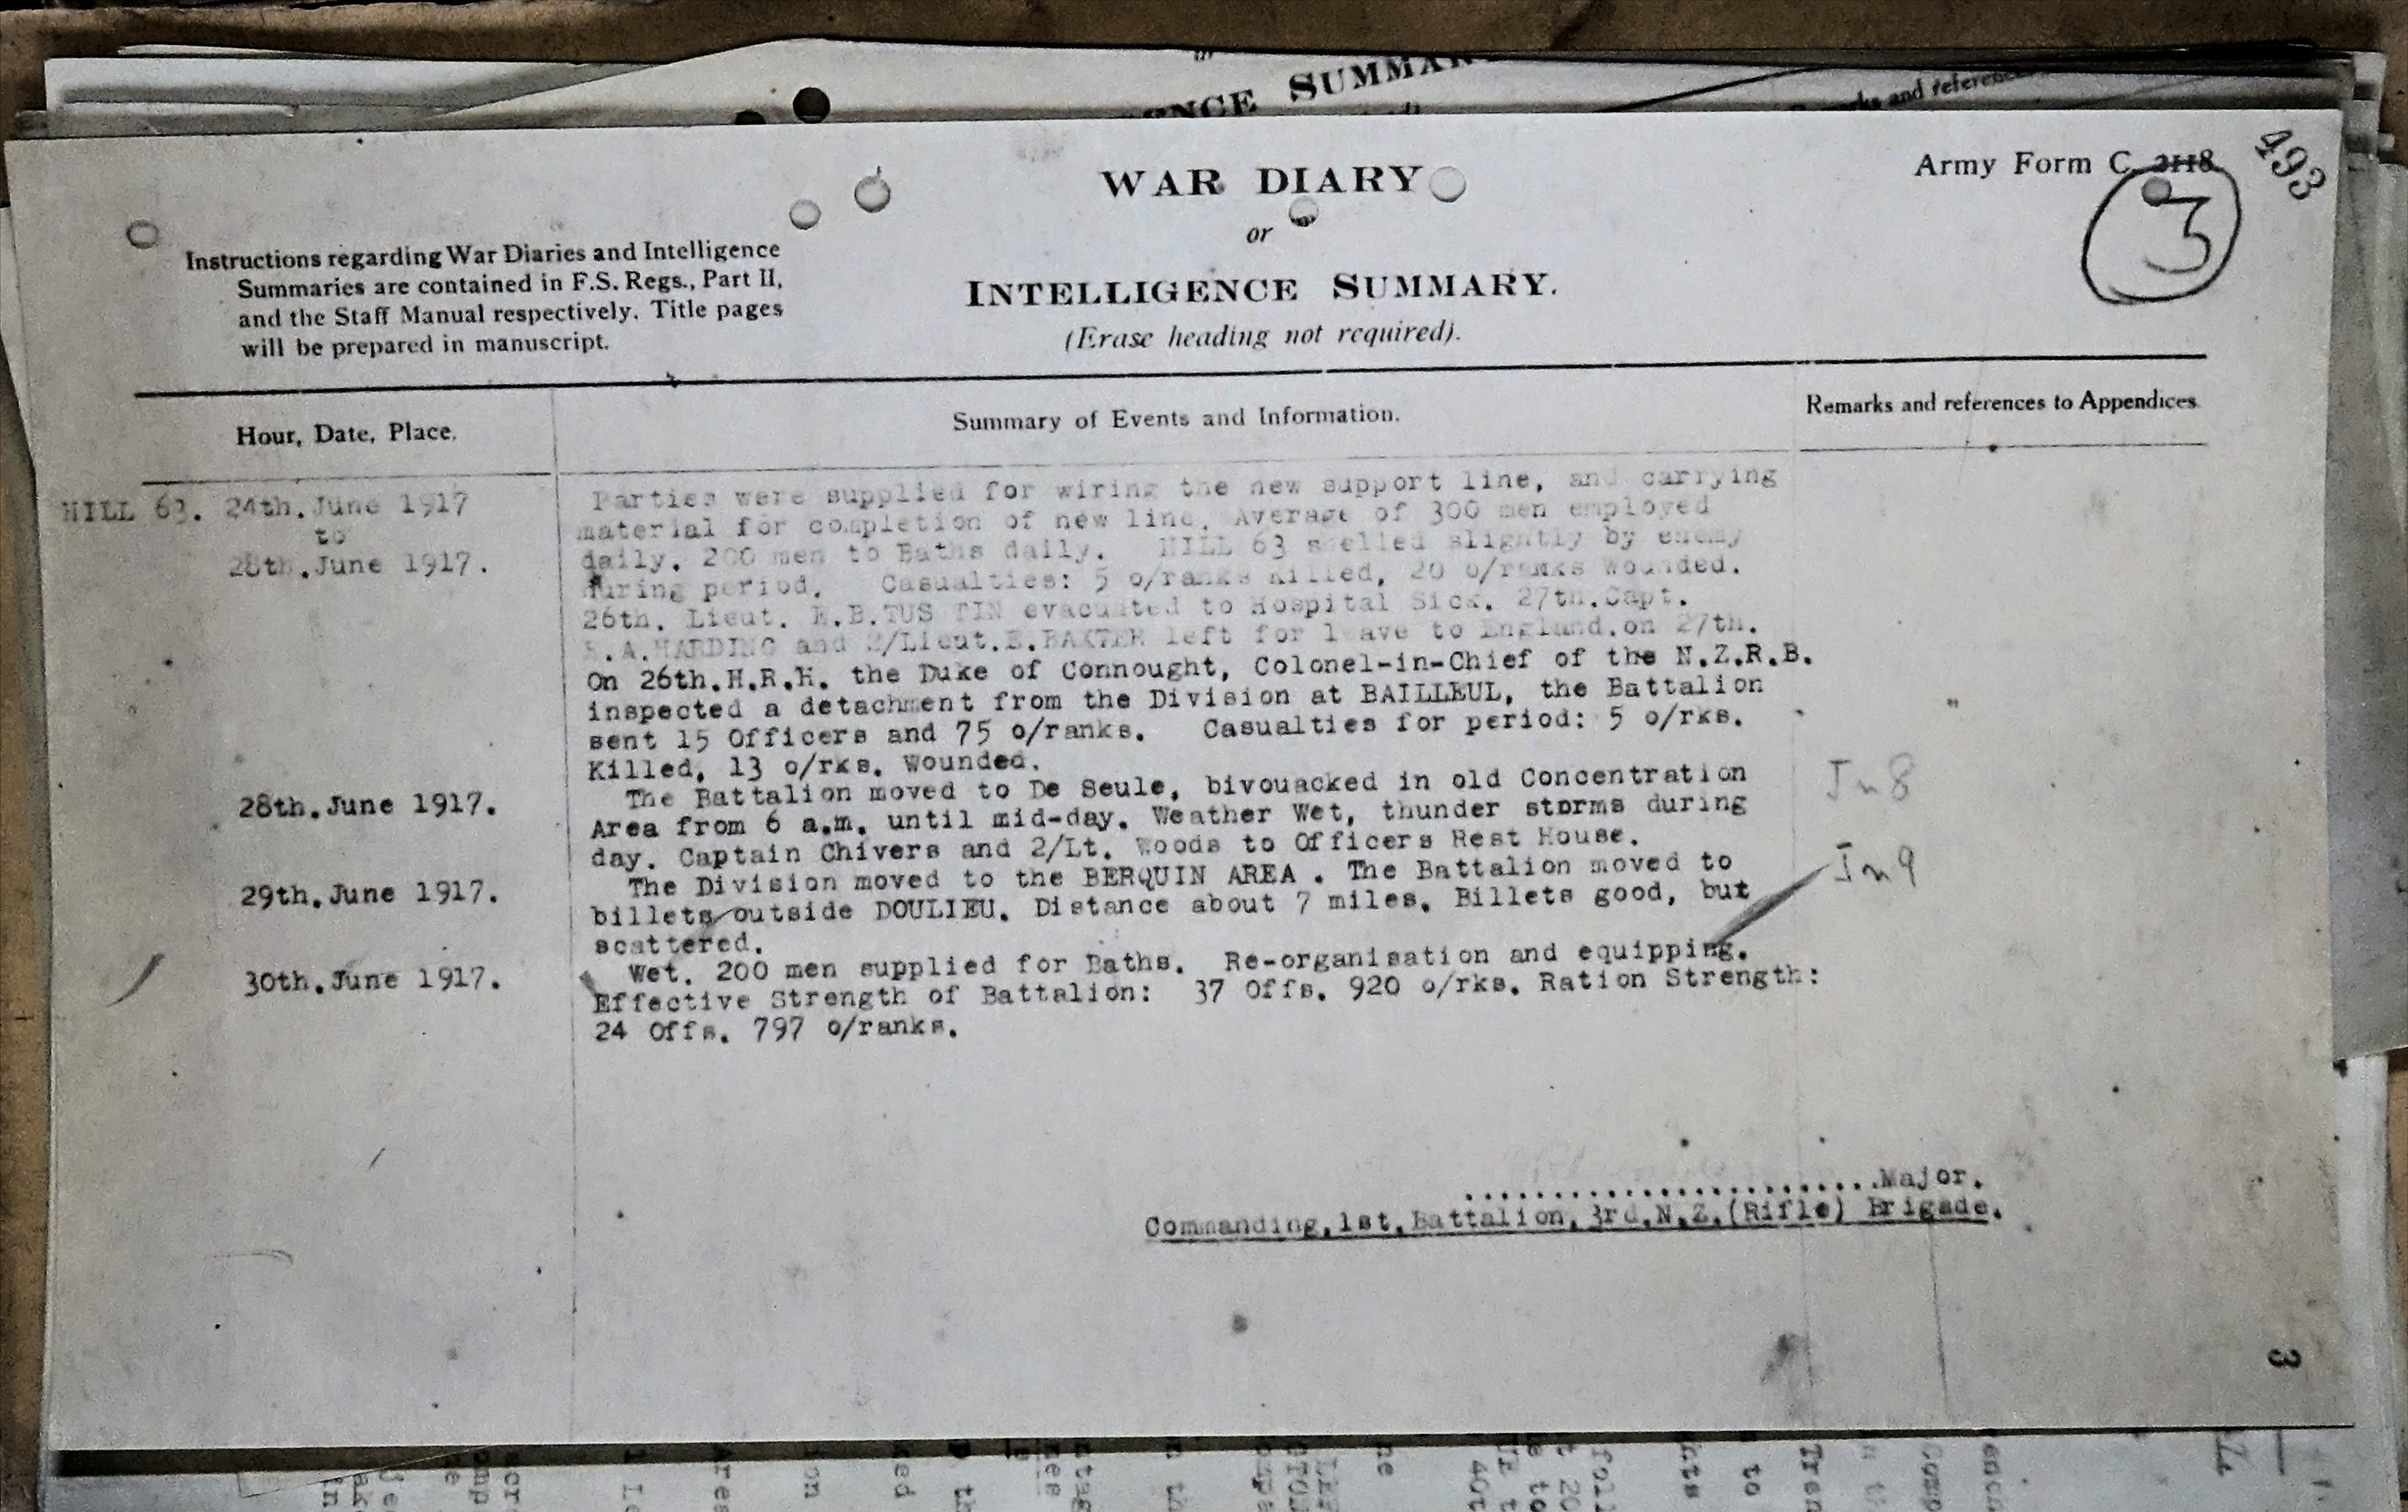 ENCE SUMMAR
ks and reference
WAR DIARY
or
INTELLIGENCE SUMMARY.
(Erase heading not required).
Army Form C. 2118.
493
3
Instructions regarding War Diaries and Intelligence
Summaries are contained in F.S. Regs., Part II,
and the Staff Manual respectively. Title pages
will be prepared in manuscript.
Hour, Date, Place.
Summary of Events and Information.
Remarks and references to Appendices
HILL 63. 24th.June 1917
to
28th.June 1917.
Parties were supplied for wiring the new support line, and carrying
material for completion of new line. Average of 300 men employed
daily. 200 men to Baths daily. HILL 63 shelled slightly by enemy
during period. Casualties: 5 o/ranks Killed, 20 o/ranks Wounded.
26th. Lieut. B.TUSTIN evacuated to Hospital Sick. 27th.Capt.
A.HARDING and 2/Lieut.E.BAXTER left for leave to England.on 27th.
On 26th.H.R.H. the Duke of Connought, Colonel-in-Chief of the N.Z.R.B.
inspected a detachment from the Division at BAILLEUL, the Battalion
sent 15 Officers and 75 o/ranks. Casualties for period: 5 o/rks.
Killed, 13 o/rks. Wounded.
28th.June 1917.
The Battalion moved to De Seule, bivouacked in old Concentration
Area from 6 a.m. until mid-day. Weather Wet, thunder storms during
day. Captain Chivers and 2/Lt. Woods to Officers Rest House.
Jn8
29th.June 1917.
The Division moved to the BERQUIN AREA . The Battalion moved to
billets outside DOULIEU. Distance about 7 miles. Billets good, but
scattered.
Jn9
30th.June 1917.
Wet. 200 men supplied for Baths. Re-organisation and equipping.
Effective Strength of Battalion: 37 Offs. 920 o/rks. Ration Strength:
24 Offs. 797 o/ranks.
........................Major.
Commanding,1st.Battalion,3rd.N.Z.(Rifle) Brigade.
3